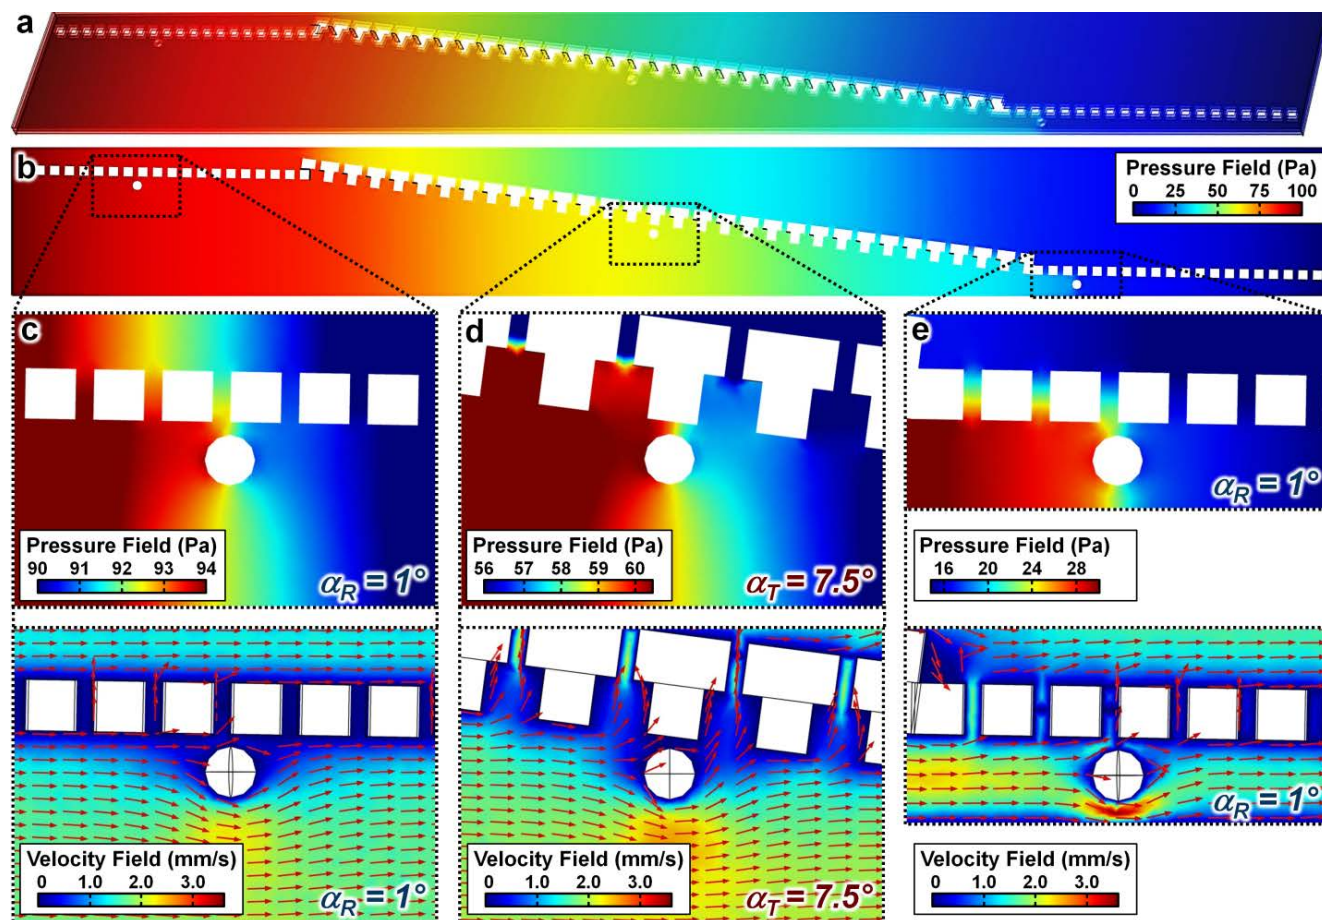 a
b
Pressure Field (Pa)
0 25 50 75 100
c
Pressure Field (Pa)
90 91 92 93 94
αR = 1°
d
Pressure Field (Pa)
56 57 58 59 60
αT = 7.5°
e
αR = 1°
Pressure Field (Pa)
16 20 24 28
Velocity Field (mm/s)
0 1.0 2.0 3.0
αR = 1°
Velocity Field (mm/s)
0 1.0 2.0 3.0
αT = 7.5°
αR = 1°
Velocity Field (mm/s)
0 1.0 2.0 3.0